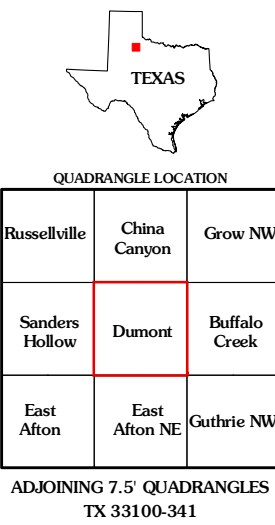 TEXAS
QUADRANGLE LOCATION
Russellville
China
Canyon
Grow NW
Sanders
Hollow
Dumont
Buffalo
Creek
East
Afton
East
Afton NE
Guthrie NW
ADJOINING 7.5' QUADRANGLES
TX 33100-341